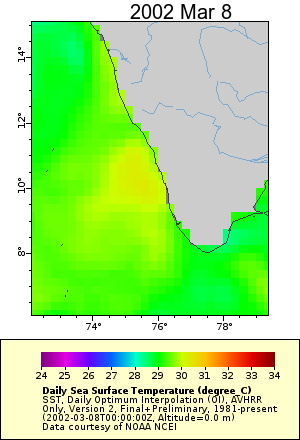 2002 Mar 8
14°
12°
10°
8°
74°
76°
78°
24 25 26 27 28 29 30 31 32 33 34
Daily Sea Surface Temperature (degree_C)
SST, Daily Optimum Interpolation (OI), AVHRR
Only, Version 2, Final+Preliminary, 1981-present
(2002-03-08T00:00:00Z, Altitude=0.0 m)
Data courtesy of NOAA NCEI